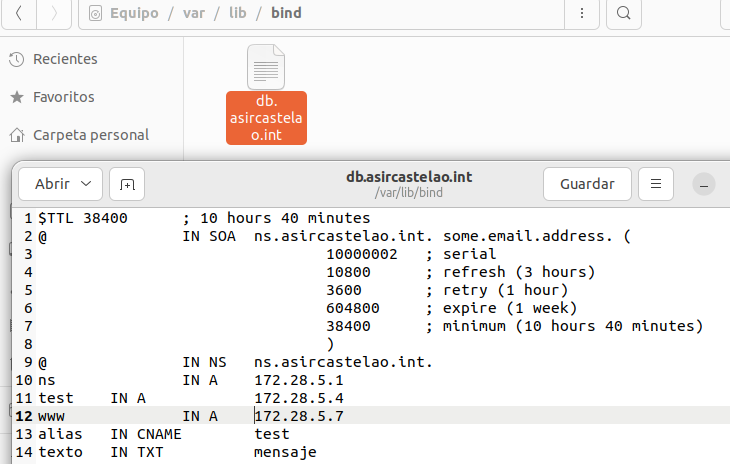 Equipo / var / lib / bind
Recientes
Favoritos
Carpeta personal
db.
asircastela
o.int
Abrir
db.asircastelao.int
/var/lib/bind
Guardar
1 $TTL 38400 ; 10 hours 40 minutes
2 @ IN SOA ns.asircastelao.int. some.email.address. (
3 10000002 ; serial
4 10800 ; refresh (3 hours)
5 3600 ; retry (1 hour)
6 604800 ; expire (1 week)
7 38400 ; minimum (10 hours 40 minutes)
8 )
9 @ IN NS ns.asircastelao.int.
10 ns IN A 172.28.5.1
11 test IN A 172.28.5.4
12 www IN A 172.28.5.7
13 alias IN CNAME test
14 texto IN TXT mensaje